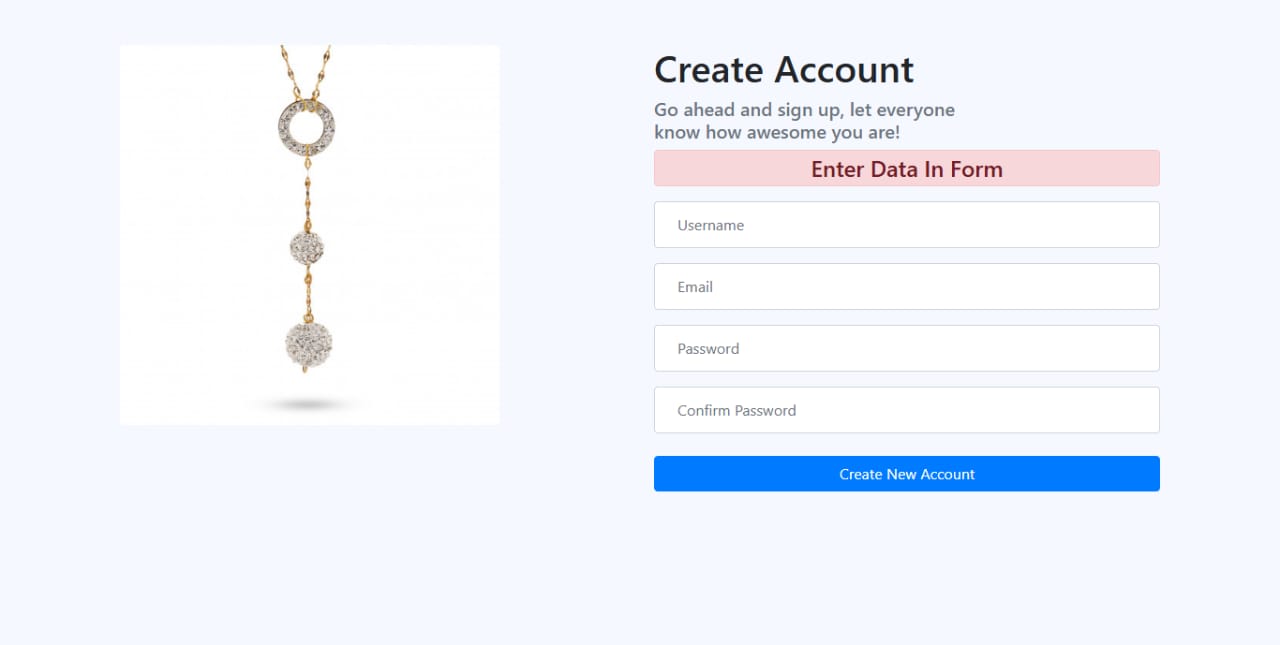 Create Account
Go ahead and sign up, let everyone
know how awesome you are!
Enter Data In Form
Username
Email
Password
Confirm Password
Create New Account